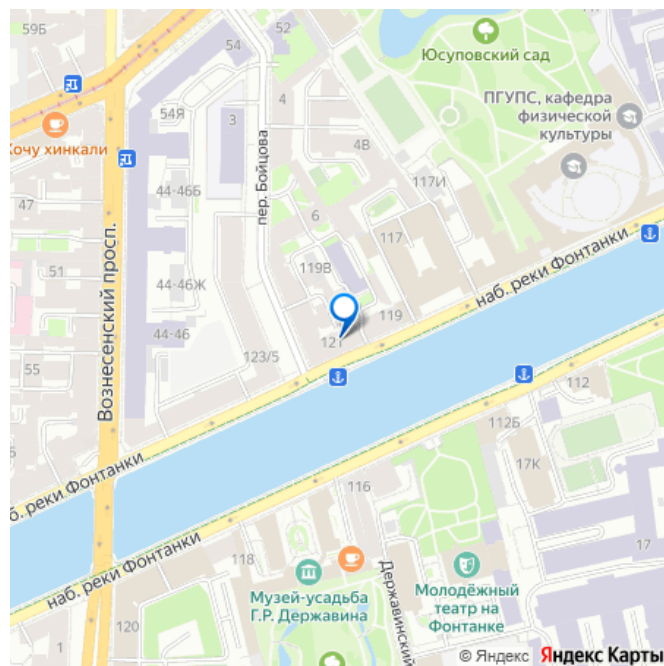 59Б
52
Б
54
Юсуповский сад
4
ПГУПС, кафедра
физической
культуры
54Я
3
Хочу хинкали
пер. Бойцова
4В
44-46Б
117И
47
6
117
51
119В
наб. реки Фонтанки
44-46Ж
119
44-46
121
123/5
55
Вознесенский просп.
112
112Б
наб. реки Фонтанки
17К
116
17
118
наб. реки Фонтанки
Музей-усадьба
Г.Р. Державина
Державинский
Молодёжный
театр на
Фонтанке
120
1
© Яндекс Яндекс Карты